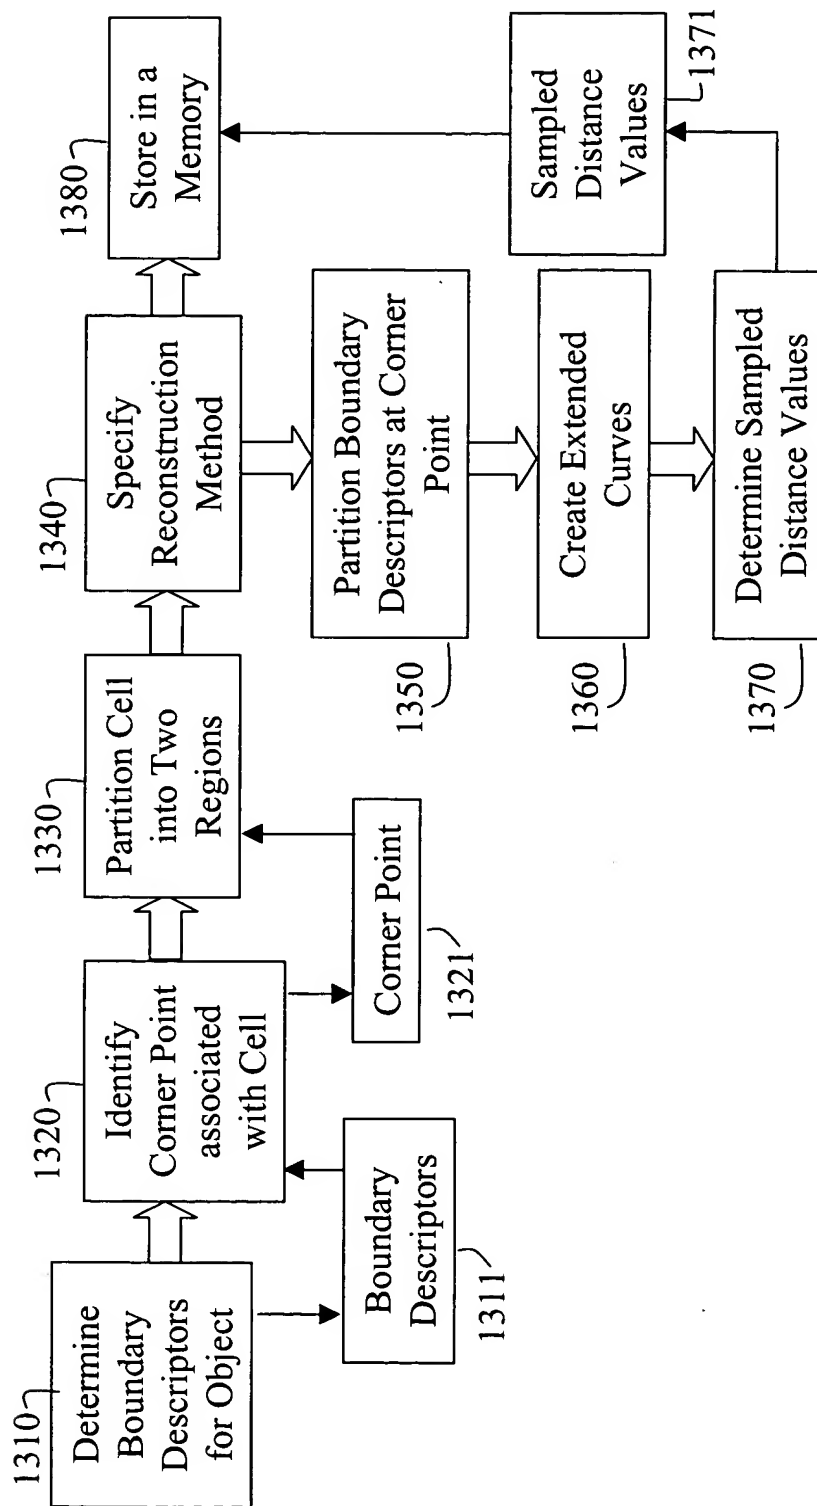 1310
Determine
Boundary
Descriptors
for Object
1311
Boundary
Descriptors
1320
Identify
Corner Point
associated
with Cell
1321
Corner Point
1330
Partition Cell
into Two
Regions
1340
Specify
Reconstruction
Method
1350
Partition Boundary
Descriptors at Corner
Point
1360
Create Extended
Curves
1370
Determine Sampled
Distance Values
1371
Sampled
Distance
Values
1380
Store in a
Memory